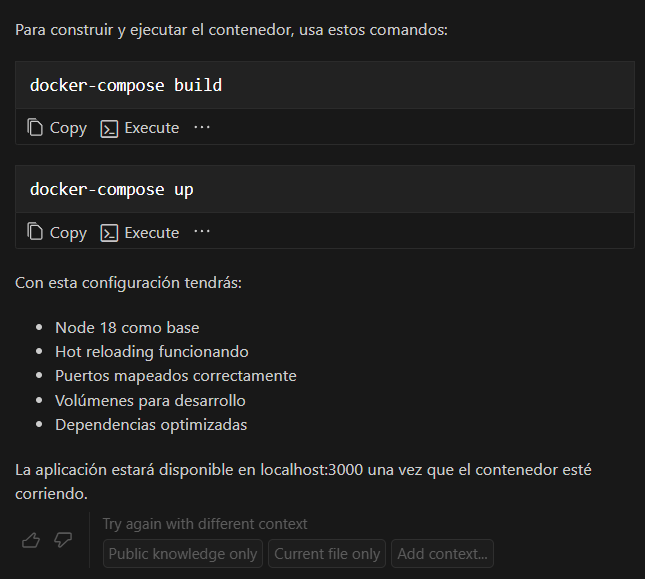 Para construir y ejecutar el contenedor, usa estos comandos:
docker-compose build
Copy Execute ···
docker-compose up
Copy Execute ···
Con esta configuración tendrás:
• Node 18 como base
• Hot reloading funcionando
• Puertos mapeados correctamente
• Volúmenes para desarrollo
• Dependencias optimizadas
La aplicación estará disponible en localhost:3000 una vez que el contenedor esté
corriendo.
Try again with different context
Public knowledge only Current file only Add context...